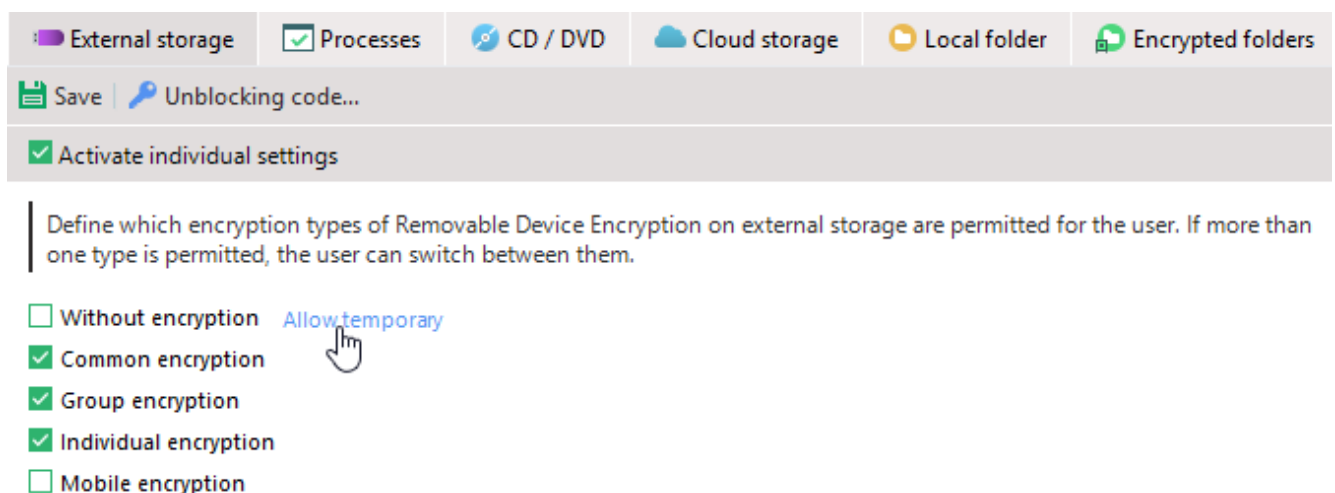 External storage Processes CD / DVD Cloud storage Local folder Encrypted folders
Save Unblocking code...
Activate individual settings
Define which encryption types of Removable Device Encryption on external storage are permitted for the user. If more than
one type is permitted, the user can switch between them.
Without encryption Allow temporary
Common encryption
Group encryption
Individual encryption
Mobile encryption